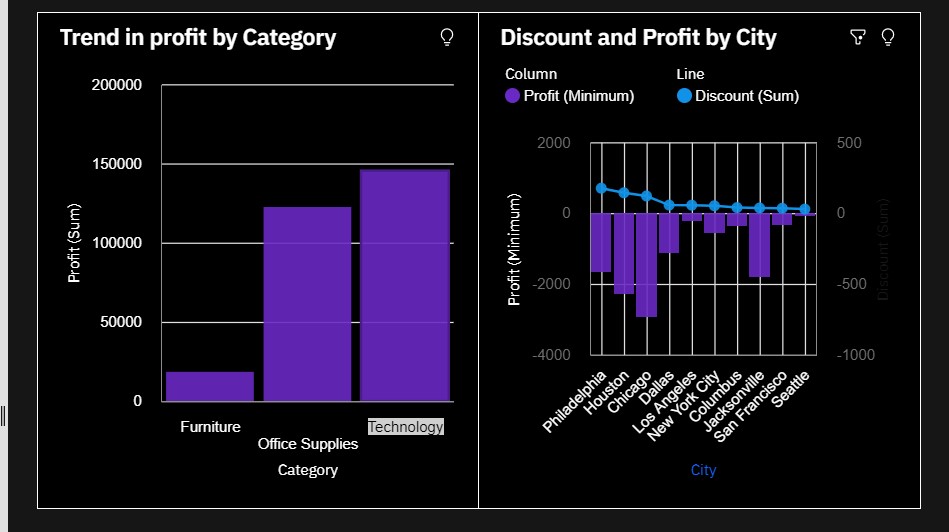 Trend in profit by Category
200000
150000
100000
50000
0
Profit (Sum)
Furniture
Office Supplies
Technology
Category
Discount and Profit by City
Column
Profit (Minimum)
Line
Discount (Sum)
2000
0
-2000
-4000
Profit (Minimum)
500
0
-500
-1000
Discount (Sum)
Philadelphia
Houston
Chicago
Dallas
Los Angeles
New York City
Columbus
Jacksonville
San Francisco
Seattle
City